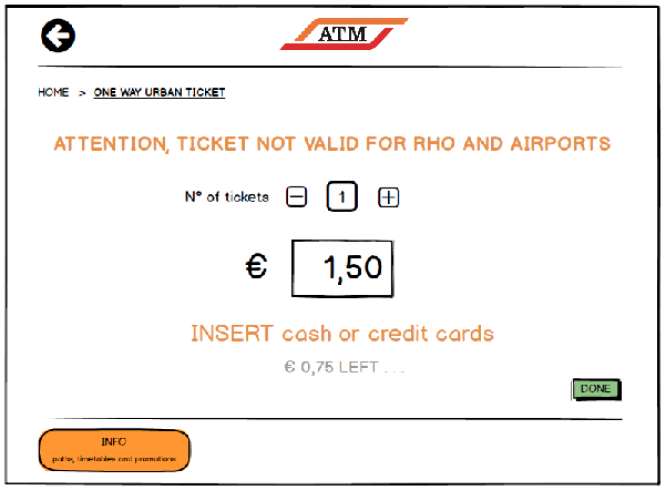 ATM
HOME > ONE WAY URBAN TICKET
ATTENTION, TICKET NOT VALID FOR RHO AND AIRPORTS
N° of tickets − 1 +
€ 1,50
INSERT cash or credit cards
€ 0,75 LEFT . . .
DONE
INFO
paths, timetables and promotions